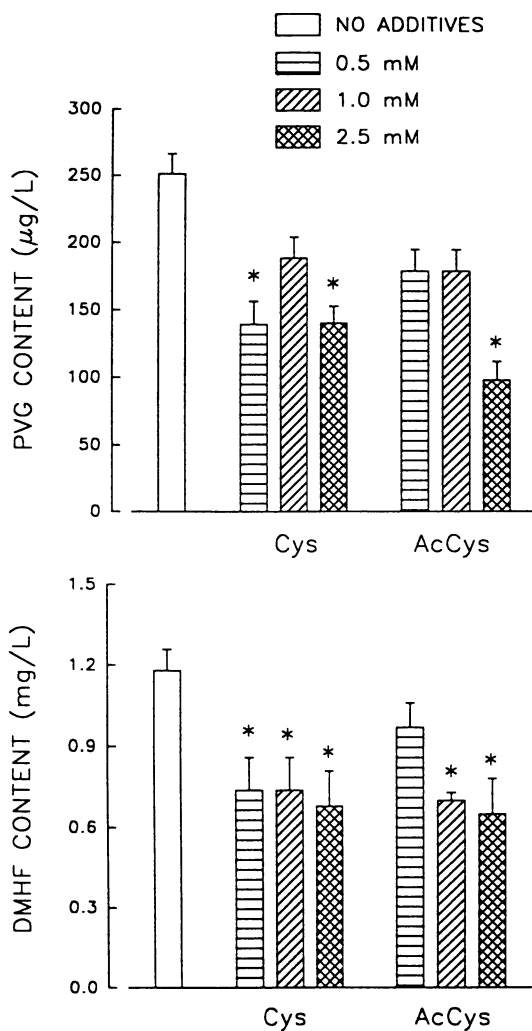 NO ADDITIVES
0.5 mM
1.0 mM
2.5 mM
PVG CONTENT (µg/L)
300
250
200
150
100
50
0
*
*
*
Cys
AcCys
DMHF CONTENT (mg/L)
1.5
1.2
0.9
0.6
0.3
0.0
*
*
*
*
*
Cys
AcCys